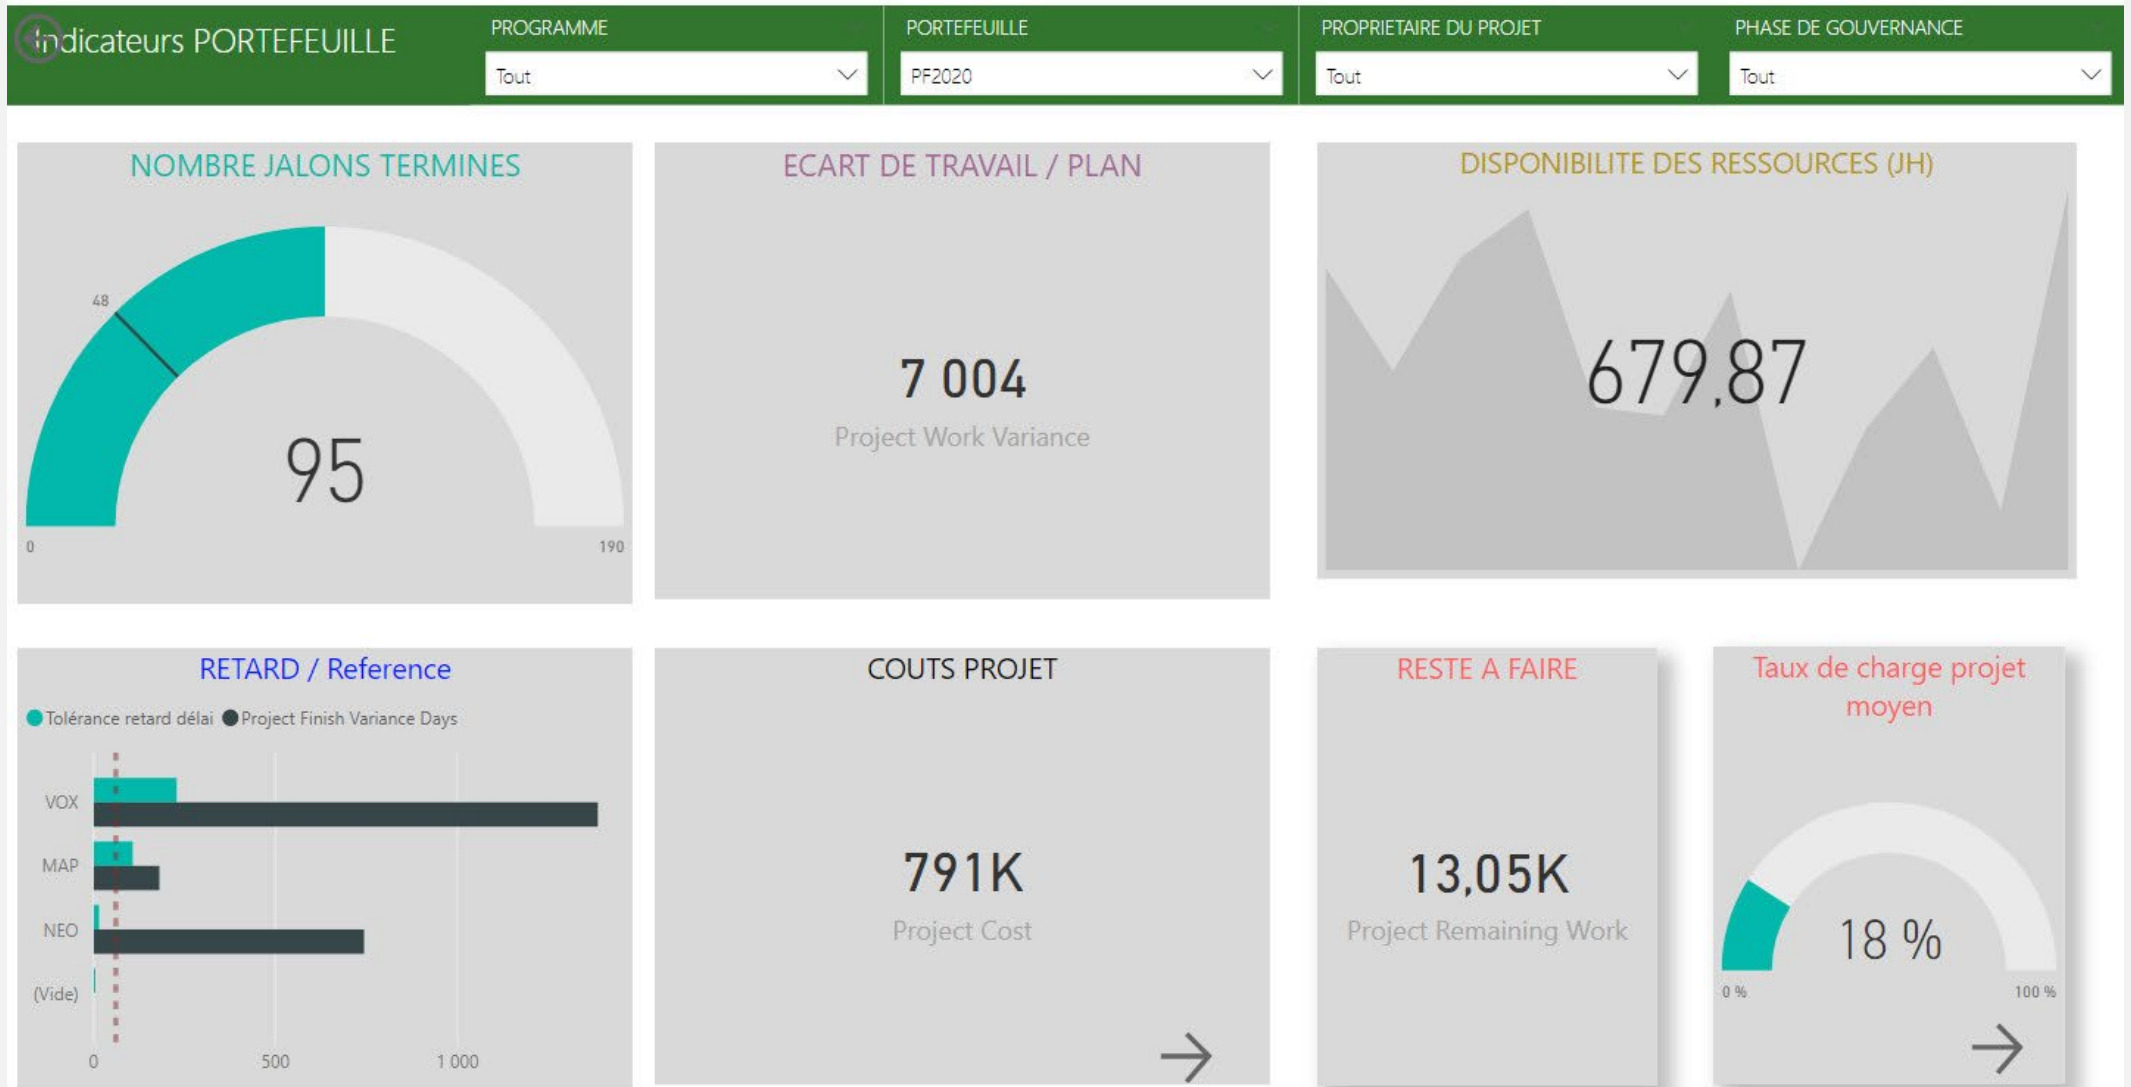 Indicateurs PORTEFEUILLE
PROGRAMME
Tout
PORTEFEUILLE
PF2020
PROPRIETAIRE DU PROJET
Tout
PHASE DE GOUVERNANCE
Tout
NOMBRE JALONS TERMINES
48
95
0
190
ECART DE TRAVAIL / PLAN
7 004
Project Work Variance
DISPONIBILITE DES RESSOURCES (JH)
679,87
RETARD / Reference
Tolérance retard délai
Project Finish Variance Days
VOX
MAP
NEO
(Vide)
0
500
1 000
COUTS PROJET
791K
Project Cost
RESTE A FAIRE
13,05K
Project Remaining Work
Taux de charge projet
moyen
18 %
0 %
100 %